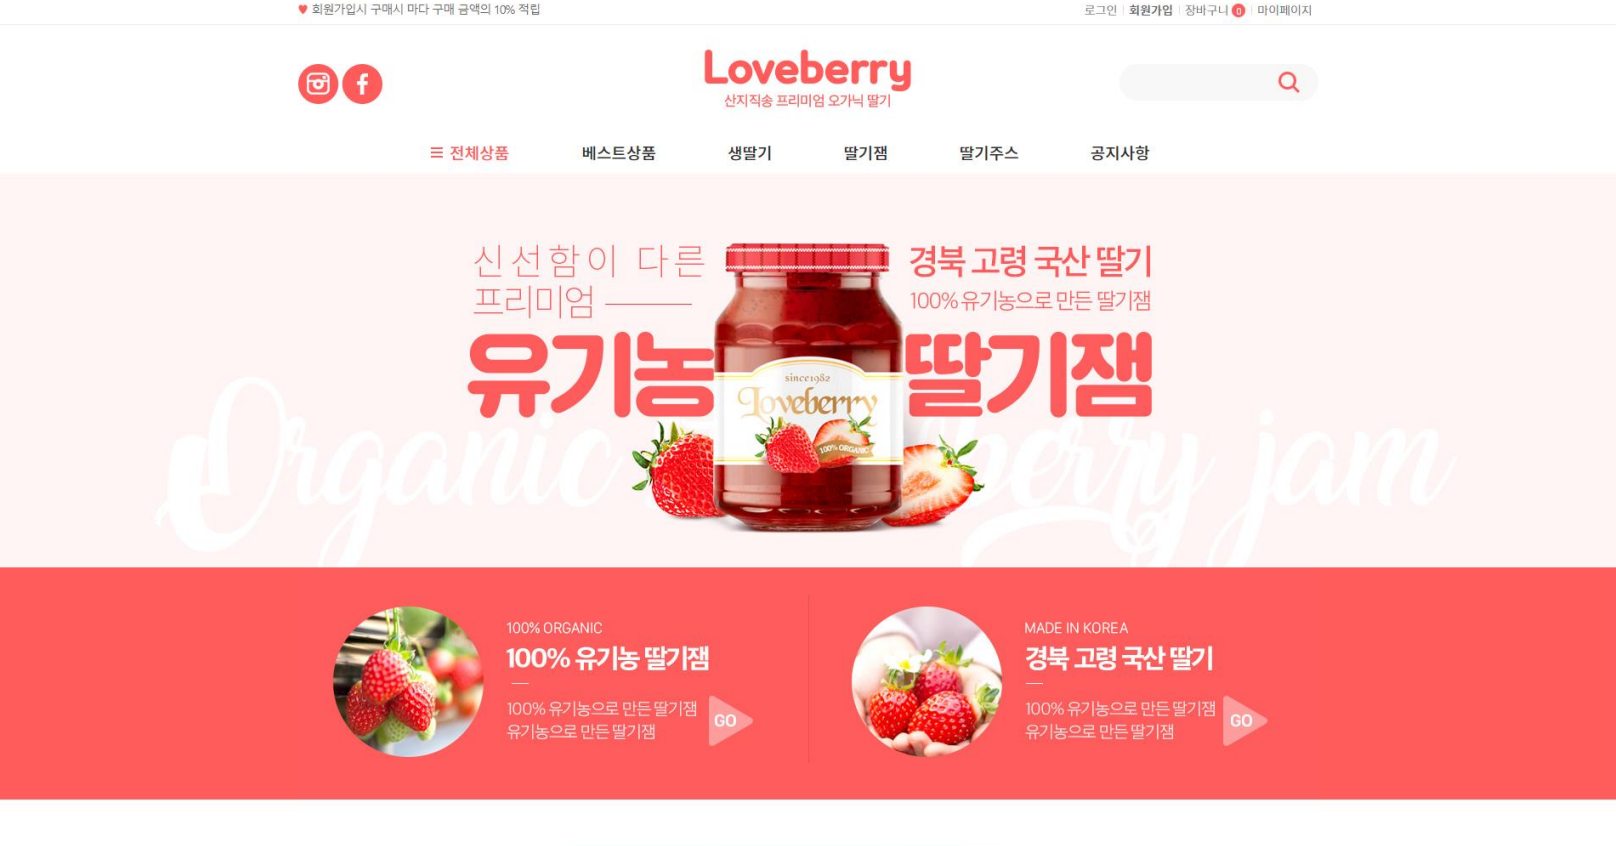 ♥ 회원가입시 구매시 마다 구매 금액의 10% 적립
로그인 회원가입 장바구니 0 마이페이지
Loveberry
산지직송 프리미엄 오가닉 딸기
전체상품 베스트상품 생딸기 딸기잼 딸기주스 공지사항
신선함이 다른
프리미엄
경북 고령 국산 딸기
100% 유기농으로 만든 딸기잼
유기농 딸기잼
since1982
Loveberry
100% ORGANIC
Organic berry jam
100% ORGANIC
100% 유기농 딸기잼
100% 유기농으로 만든 딸기잼
유기농으로 만든 딸기잼
GO
MADE IN KOREA
경북 고령 국산 딸기
100% 유기농으로 만든 딸기잼
유기농으로 만든 딸기잼
GO